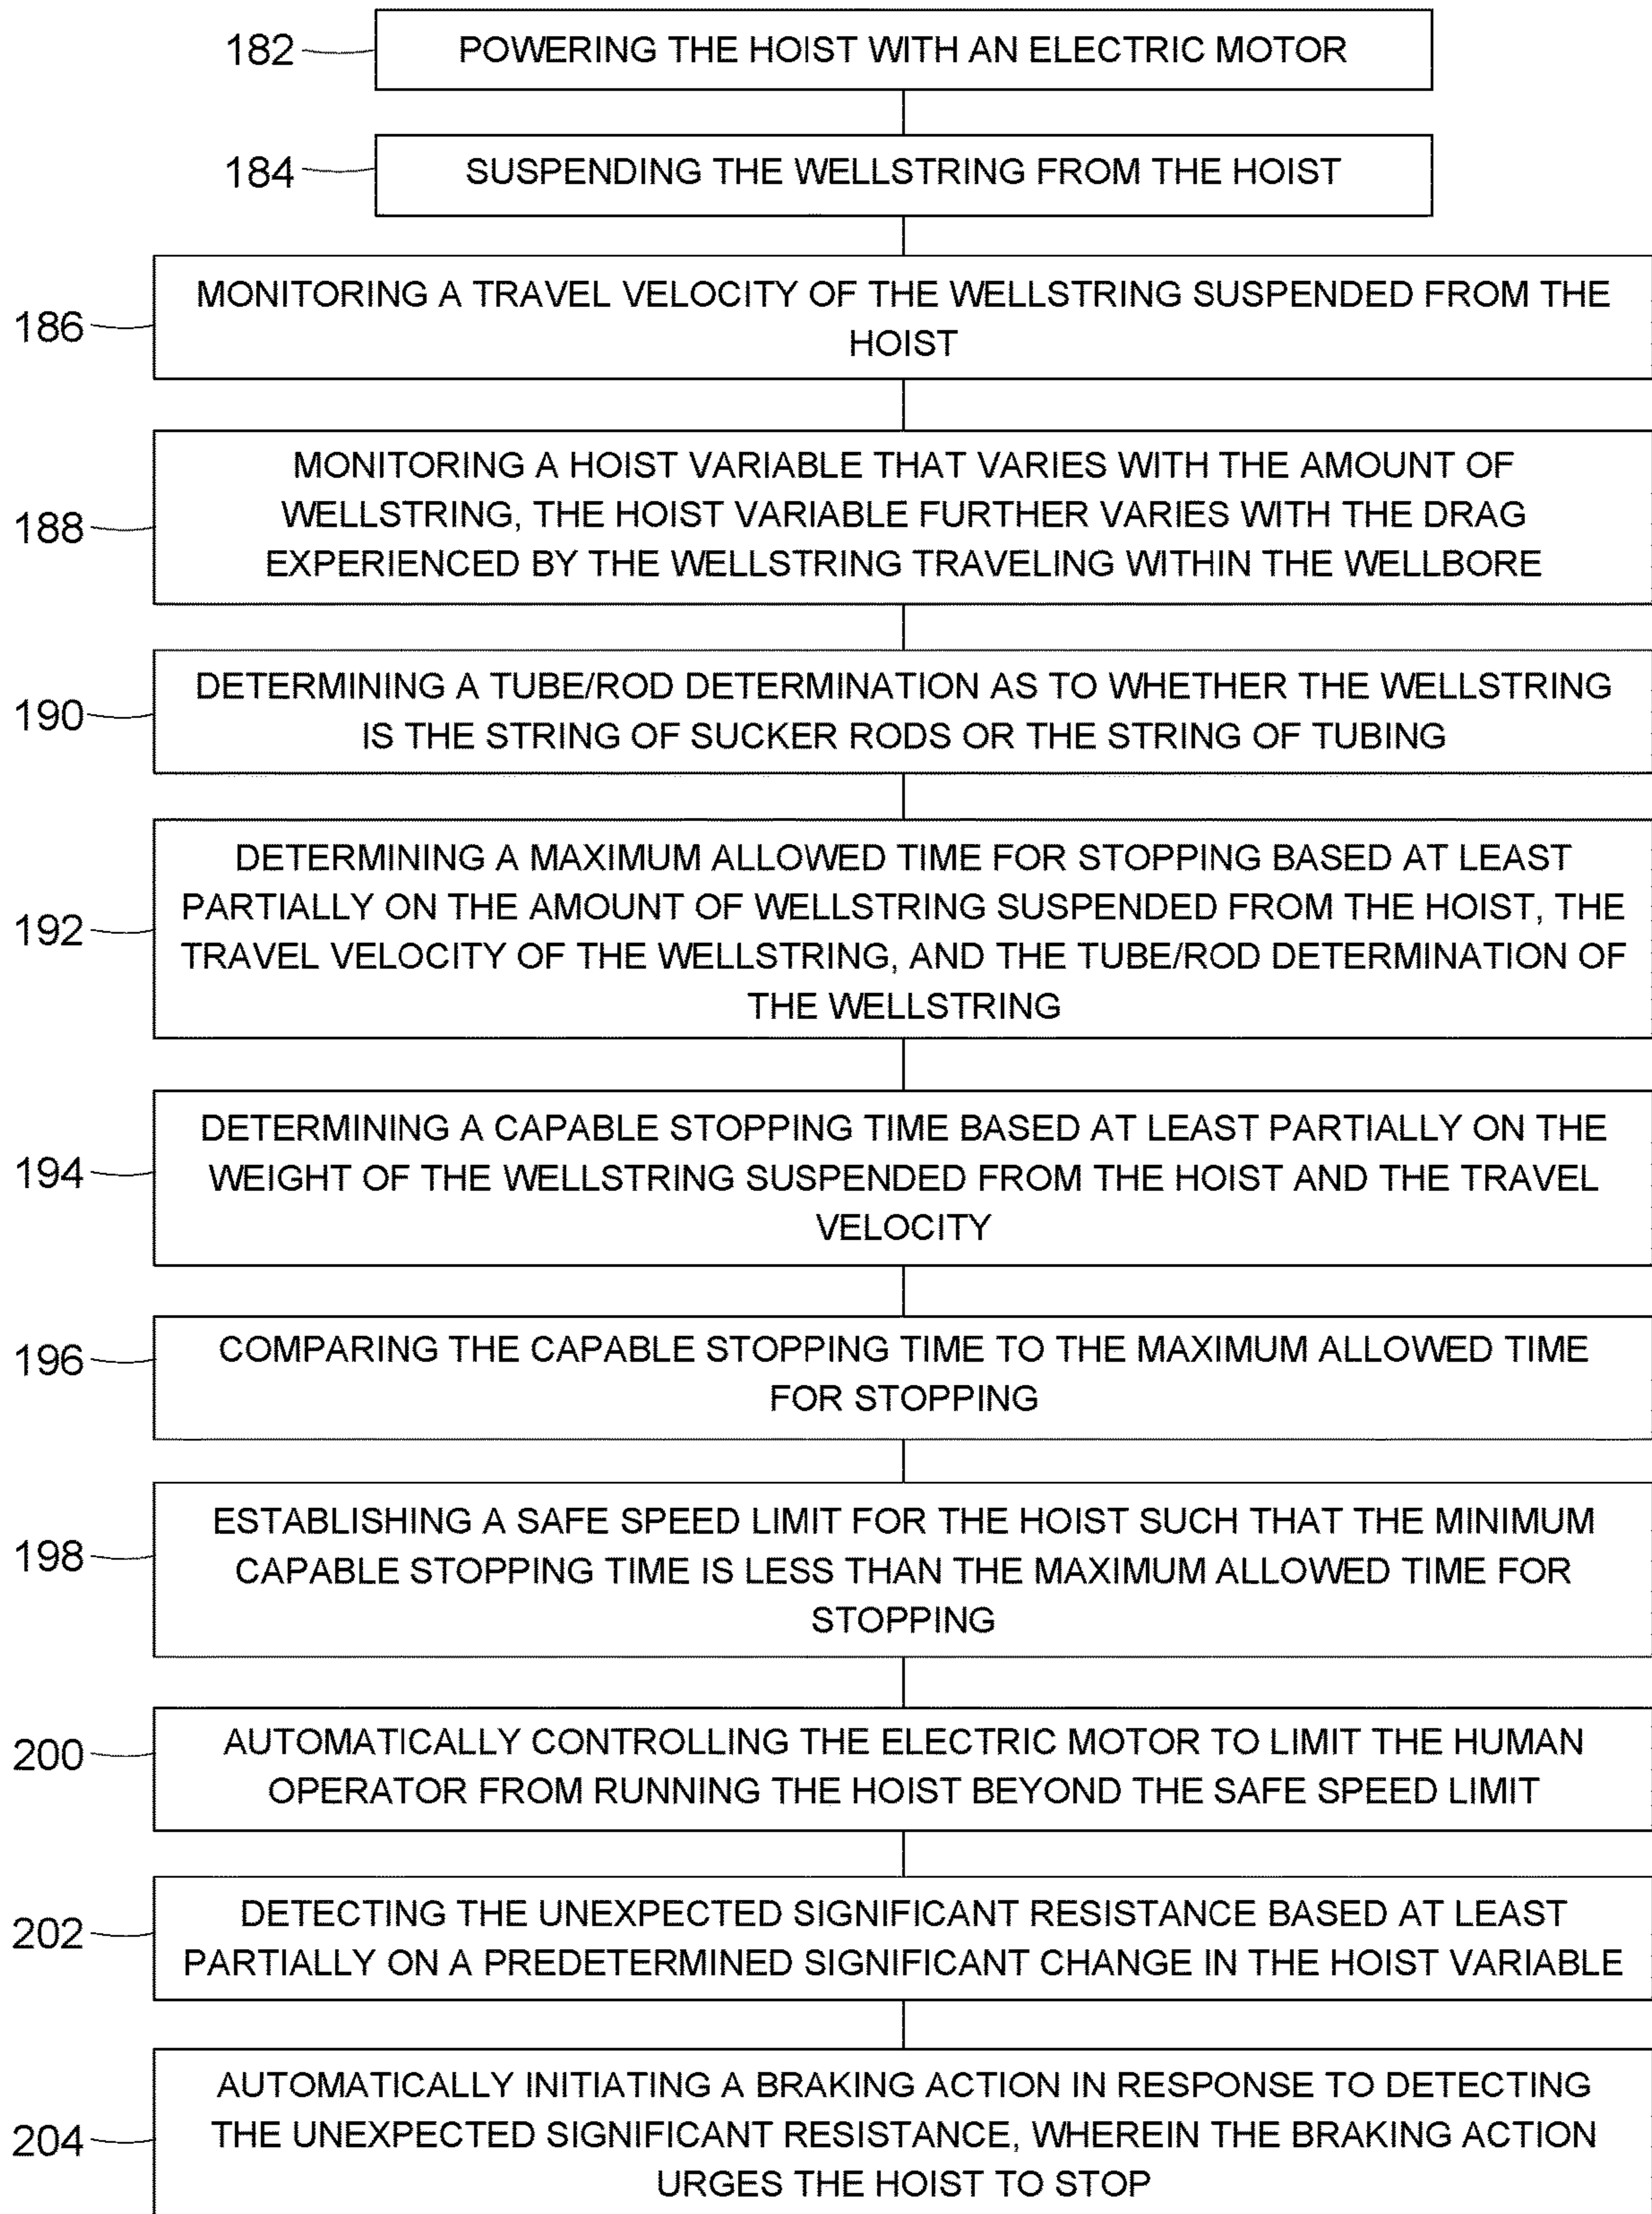 182 POWERING THE HOIST WITH AN ELECTRIC MOTOR
184 SUSPENDING THE WELLSTRING FROM THE HOIST
186
MONITORING A TRAVEL VELOCITY OF THE WELLSTRING SUSPENDED FROM THE
HOIST
188
MONITORING A HOIST VARIABLE THAT VARIES WITH THE AMOUNT OF
WELLSTRING, THE HOIST VARIABLE FURTHER VARIES WITH THE DRAG
EXPERIENCED BY THE WELLSTRING TRAVELING WITHIN THE WELLBORE
190
DETERMINING A TUBE/ROD DETERMINATION AS TO WHETHER THE WELLSTRING
IS THE STRING OF SUCKER RODS OR THE STRING OF TUBING
192
DETERMINING A MAXIMUM ALLOWED TIME FOR STOPPING BASED AT LEAST
PARTIALLY ON THE AMOUNT OF WELLSTRING SUSPENDED FROM THE HOIST, THE
TRAVEL VELOCITY OF THE WELLSTRING, AND THE TUBE/ROD DETERMINATION OF
THE WELLSTRING
194
DETERMINING A CAPABLE STOPPING TIME BASED AT LEAST PARTIALLY ON THE
WEIGHT OF THE WELLSTRING SUSPENDED FROM THE HOIST AND THE TRAVEL
VELOCITY
196
COMPARING THE CAPABLE STOPPING TIME TO THE MAXIMUM ALLOWED TIME
FOR STOPPING
198
ESTABLISHING A SAFE SPEED LIMIT FOR THE HOIST SUCH THAT THE MINIMUM
CAPABLE STOPPING TIME IS LESS THAN THE MAXIMUM ALLOWED TIME FOR
STOPPING
200
AUTOMATICALLY CONTROLLING THE ELECTRIC MOTOR TO LIMIT THE HUMAN
OPERATOR FROM RUNNING THE HOIST BEYOND THE SAFE SPEED LIMIT
202
DETECTING THE UNEXPECTED SIGNIFICANT RESISTANCE BASED AT LEAST
PARTIALLY ON A PREDETERMINED SIGNIFICANT CHANGE IN THE HOIST VARIABLE
204
AUTOMATICALLY INITIATING A BRAKING ACTION IN RESPONSE TO DETECTING
THE UNEXPECTED SIGNIFICANT RESISTANCE, WHEREIN THE BRAKING ACTION
URGES THE HOIST TO STOP